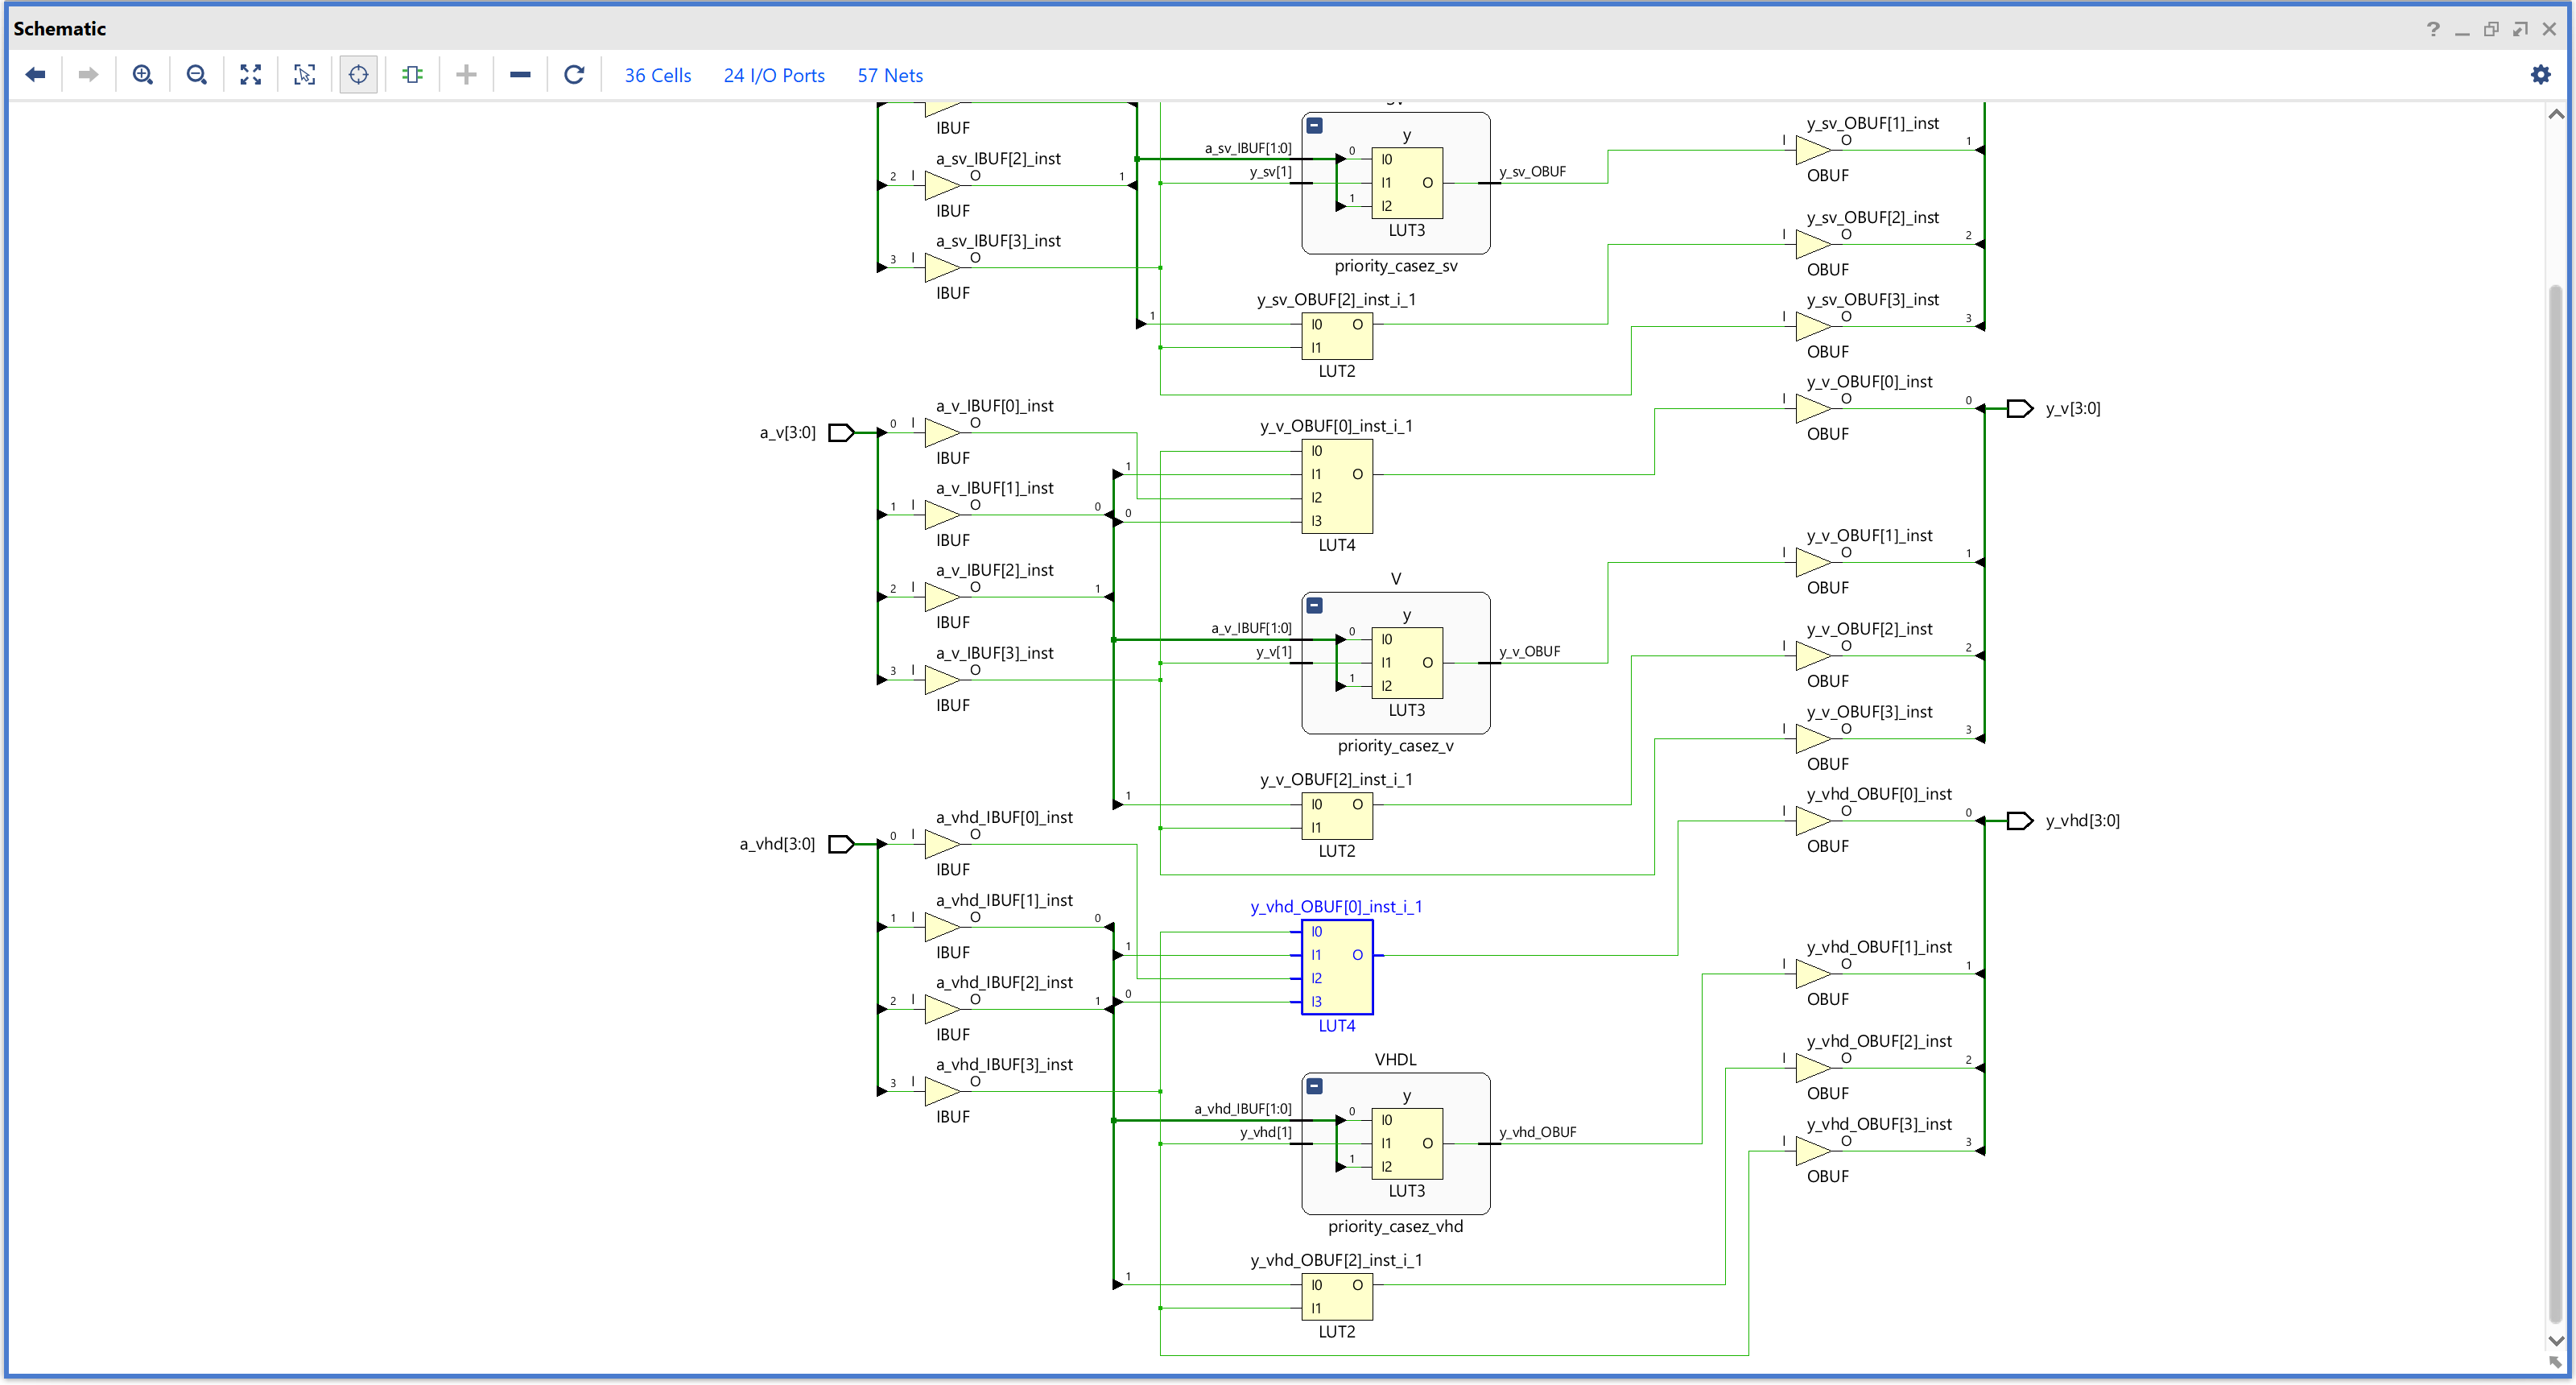 Schematic
36 Cells 24 I/O Ports 57 Nets
IBUF
a_sv_IBUF[2]_inst
2 I O 1
IBUF
a_sv_IBUF[3]_inst
3 I O
IBUF
y
a_sv_IBUF[1:0] 0 I0
y_sv[1] I1 O y_sv_OBUF
1 I2
LUT3
priority_casez_sv
y_sv_OBUF[2]_inst_i_1
1 I0 O
I1
LUT2
y_sv_OBUF[1]_inst
I O 1
OBUF
y_sv_OBUF[2]_inst
I O 2
OBUF
y_sv_OBUF[3]_inst
I O 3
OBUF
a_v[3:0]
a_v_IBUF[0]_inst
0 I O
IBUF
a_v_IBUF[1]_inst
1 I O 0
IBUF
a_v_IBUF[2]_inst
2 I O 1
IBUF
a_v_IBUF[3]_inst
3 I O
IBUF
y_v_OBUF[0]_inst_i_1
I0
1 I1 O
I2
0 I3
LUT4
V
y
a_v_IBUF[1:0] 0 I0
y_v[1] I1 O y_v_OBUF
1 I2
LUT3
priority_casez_v
y_v_OBUF[2]_inst_i_1
1 I0 O
I1
LUT2
y_v_OBUF[0]_inst
I O 0 y_v[3:0]
OBUF
y_v_OBUF[1]_inst
I O 1
OBUF
y_v_OBUF[2]_inst
I O 2
OBUF
y_v_OBUF[3]_inst
I O 3
OBUF
a_vhd[3:0]
a_vhd_IBUF[0]_inst
0 I O
IBUF
a_vhd_IBUF[1]_inst
1 I O 0
IBUF
a_vhd_IBUF[2]_inst
2 I O 1
IBUF
a_vhd_IBUF[3]_inst
3 I O
IBUF
y_vhd_OBUF[0]_inst_i_1
I0
1 I1 O
I2
0 I3
LUT4
VHDL
y
a_vhd_IBUF[1:0] 0 I0
y_vhd[1] I1 O y_vhd_OBUF
1 I2
LUT3
priority_casez_vhd
y_vhd_OBUF[2]_inst_i_1
1 I0 O
I1
LUT2
y_vhd_OBUF[0]_inst
I O 0 y_vhd[3:0]
OBUF
y_vhd_OBUF[1]_inst
I O 1
OBUF
y_vhd_OBUF[2]_inst
I O 2
OBUF
y_vhd_OBUF[3]_inst
I O 3
OBUF